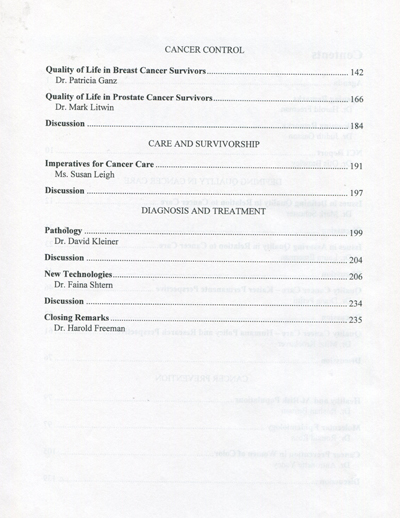 CANCER CONTROL
Quality of Life in Breast Cancer Survivors ... 142
Dr. Patricia Ganz
Quality of Life in Prostate Cancer Survivors ... 166
Dr. Mark Litwin
Discussion ... 184
CARE AND SURVIVORSHIP
Imperatives for Cancer Care ... 191
Ms. Susan Leigh
Discussion ... 197
DIAGNOSIS AND TREATMENT
Pathology ... 199
Dr. David Kleiner
Discussion ... 204
New Technologies ... 206
Dr. Faina Shtern
Discussion ... 234
Closing Remarks ... 235
Dr. Harold Freeman